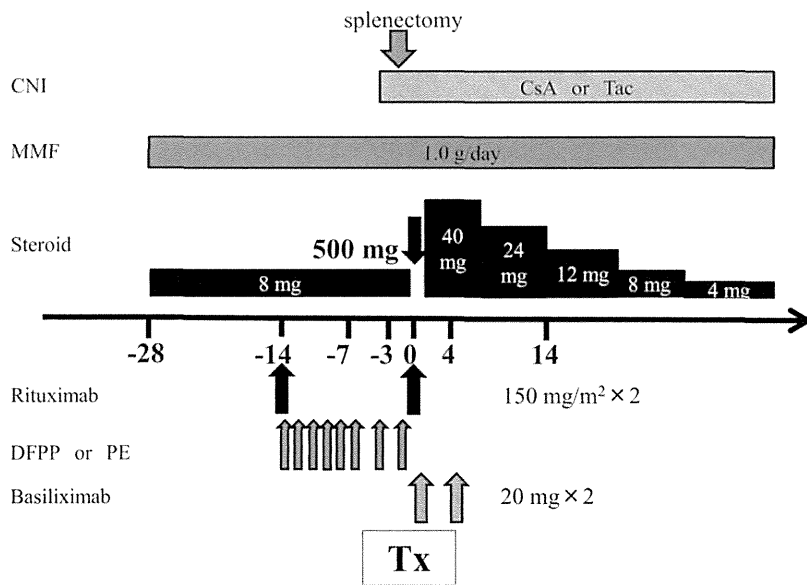 splenectomy
CNI
CsA or Tac
MMF
1.0 g/day
Steroid
500 mg
8 mg
40 mg
24 mg
12 mg
8 mg
4 mg
-28
-14
-7
-3
0
4
14
Rituximab
150 mg/m² × 2
DFPP or PE
Basiliximab
20 mg × 2
Tx